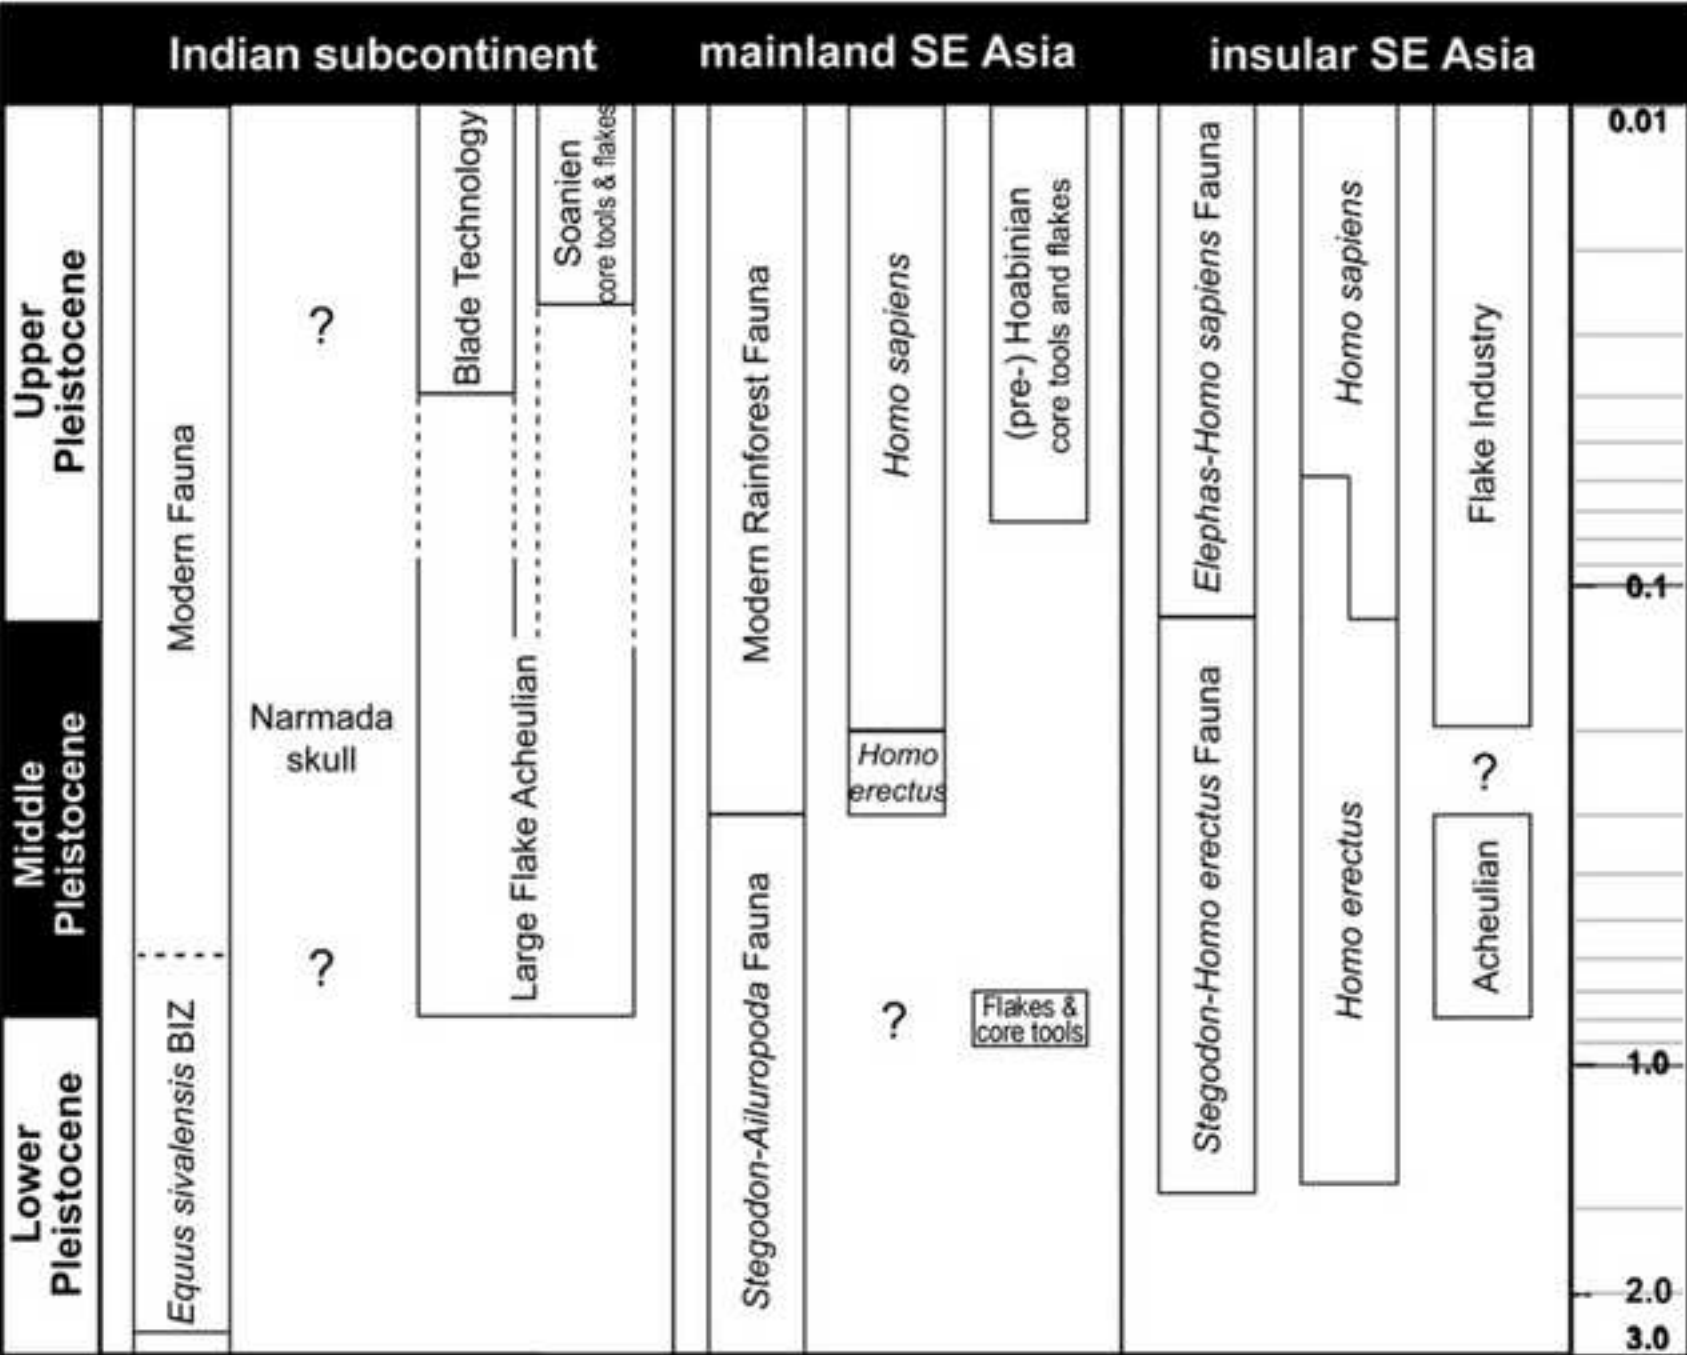 Indian subcontinent
mainland SE Asia
insular SE Asia
Upper
Pleistocene
Middle
Pleistocene
Lower
Pleistocene
Modern Fauna
Equus sivalensis BIZ
?
Narmada
skull
?
Blade Technology
Soanien
core tools & flakes
Large Flake Acheulian
Modern Rainforest Fauna
Stegodon-Ailuropoda Fauna
Homo sapiens
Homo
erectus
?
(pre-) Hoabinian
core tools and flakes
Flakes &
core tools
Elephas-Homo sapiens Fauna
Stegodon-Homo erectus Fauna
Homo sapiens
Homo erectus
Flake Industry
?
Acheulian
0.01
0.1
1.0
2.0
3.0